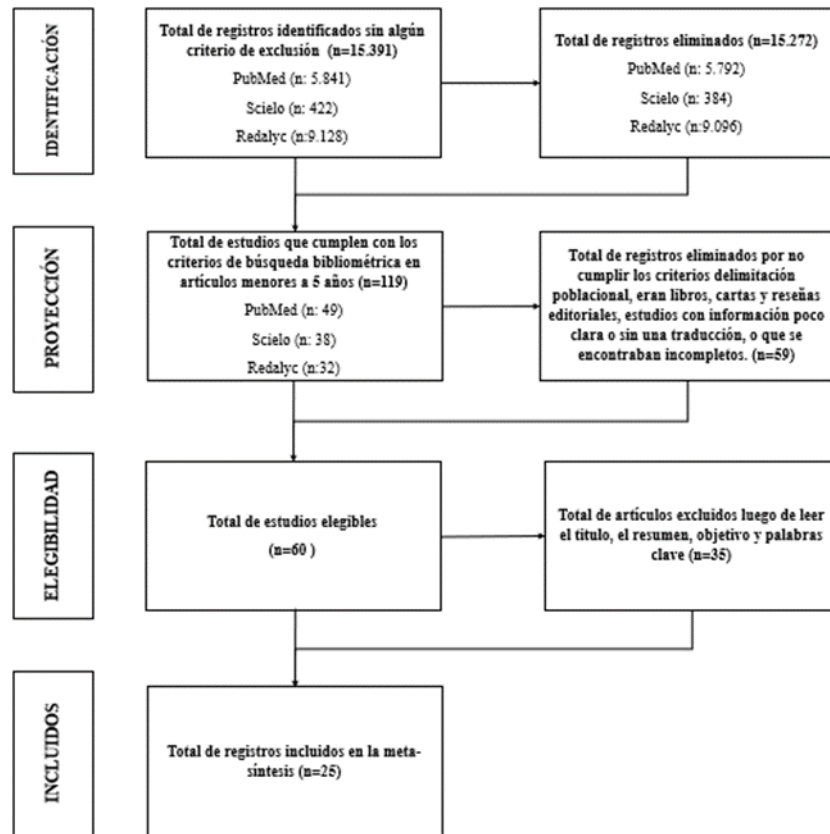 IDENTIFICACIÓN
Total de registros identificados sin algún
criterio de exclusión (n=15.391)
PubMed (n: 5.841)
Scielo (n: 422)
Redalyc (n:9.128)
Total de registros eliminados (n=15.272)
PubMed (n: 5.792)
Scielo (n: 384)
Redalyc (n:9.096)
PROYECCIÓN
Total de estudios que cumplen con los
criterios de búsqueda bibliométrica en
artículos menores a 5 años (n=119)
PubMed (n: 49)
Scielo (n: 38)
Redalyc (n:32)
Total de registros eliminados por no
cumplir los criterios delimitación
poblacional, eran libros, cartas y reseñas
editoriales, estudios con información poco
clara o sin una traducción, o que se
encontraban incompletos. (n=59)
ELEGIBILIDAD
Total de estudios elegibles
(n=60 )
Total de artículos excluidos luego de leer
el titulo, el resumen, objetivo y palabras
clave (n=35)
INCLUIDOS
Total de registros incluidos en la meta-
síntesis (n=25)